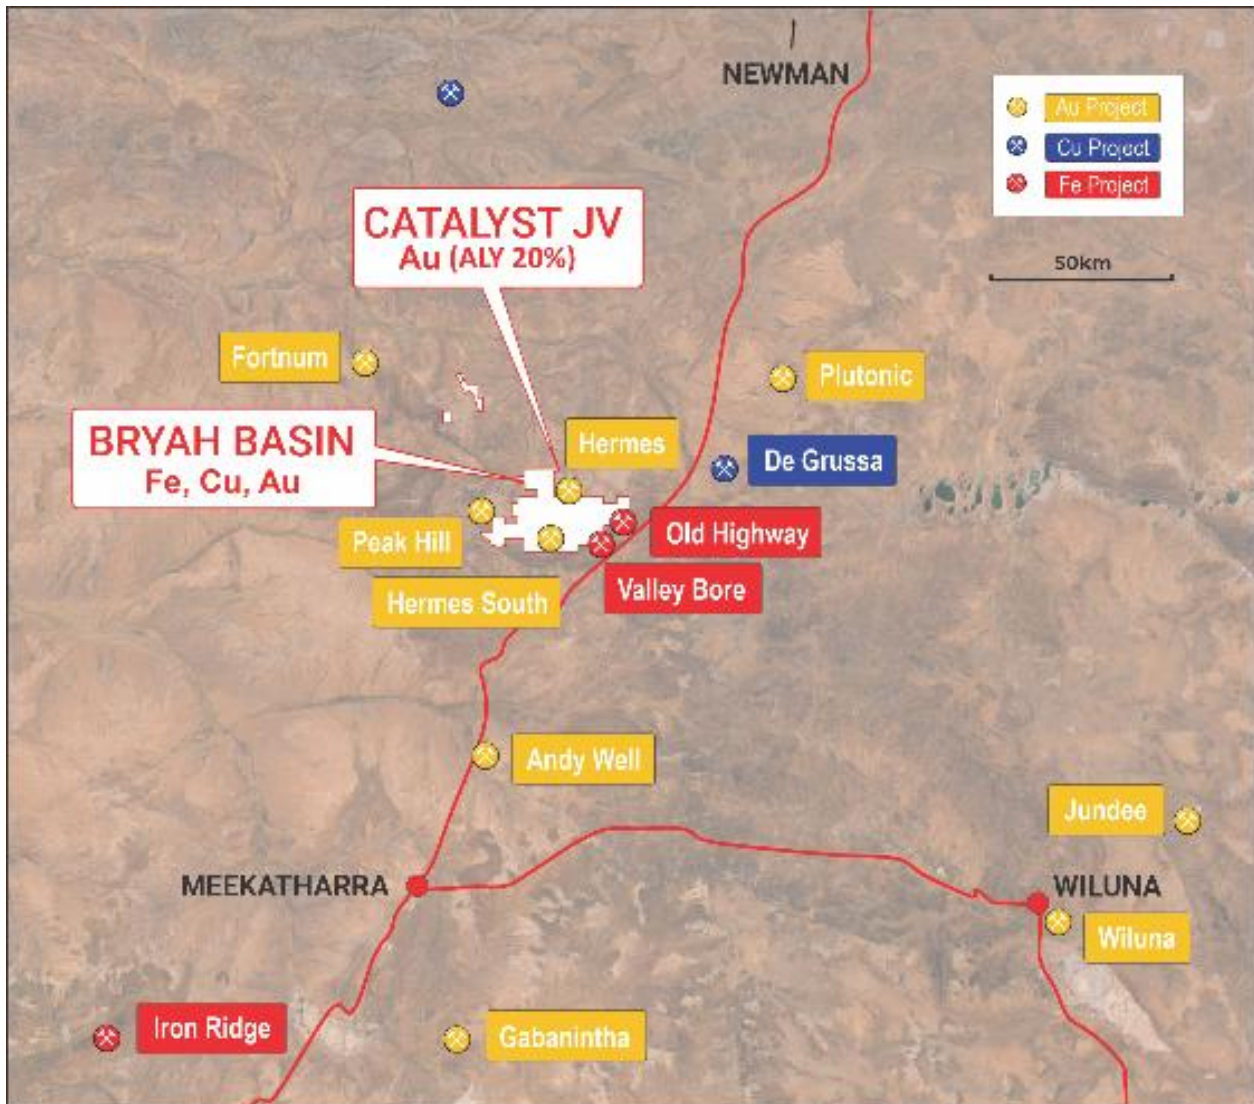 NEWMAN
Au Project
Cu Project
Fe Project
50km
CATALYST JV
Au (ALY 20%)
Fortnum
Plutonic
BRYAH BASIN
Fe, Cu, Au
Hermes
De Grussa
Peak Hill
Old Highway
Hermes South
Valley Bore
Andy Well
Jundee
MEEKATHARRA
WILUNA
Wiluna
Iron Ridge
Gabanintha